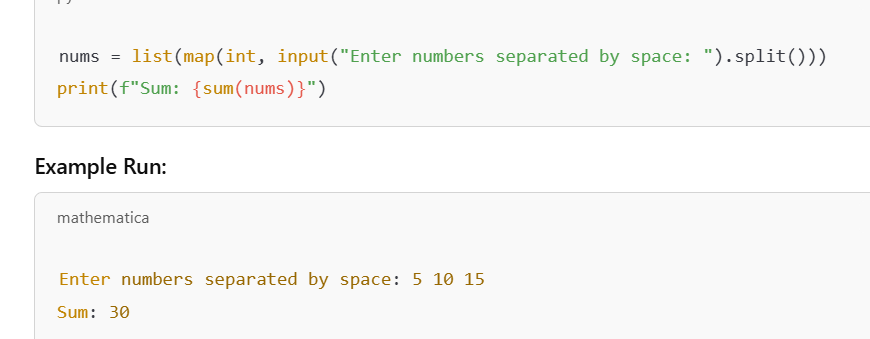 nums = list(map(int, input("Enter numbers separated by space: ").split()))
print(f"Sum: {sum(nums)}")
Example Run:
mathematica
Enter numbers separated by space: 5 10 15
Sum: 30